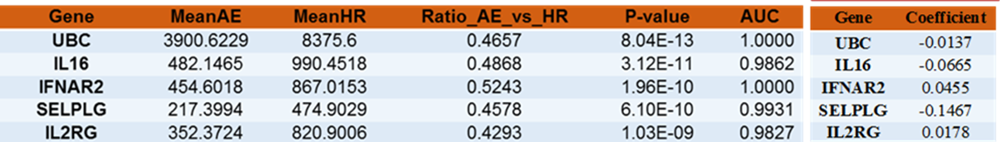 Gene MeanAE MeanHR Ratio_AE_vs_HR P-value AUC
UBC 3900.6229 8375.6 0.4657 8.04E-13 1.0000
IL16 482.1465 990.4518 0.4868 3.12E-11 0.9862
IFNAR2 454.6018 867.0153 0.5243 1.96E-10 1.0000
SELPLG 217.3994 474.9029 0.4578 6.10E-10 0.9931
IL2RG 352.3724 820.9006 0.4293 1.03E-09 0.9827
Gene Coefficient
UBC -0.0137
IL16 -0.0665
IFNAR2 0.0455
SELPLG -0.1467
IL2RG 0.0178